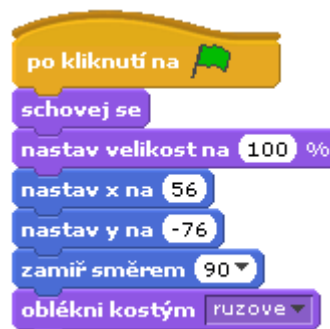 po kliknutí na
schovej se
nastav velikost na 100 %
nastav x na 56
nastav y na -76
zamiř směrem 90
oblékni kostým ruzove